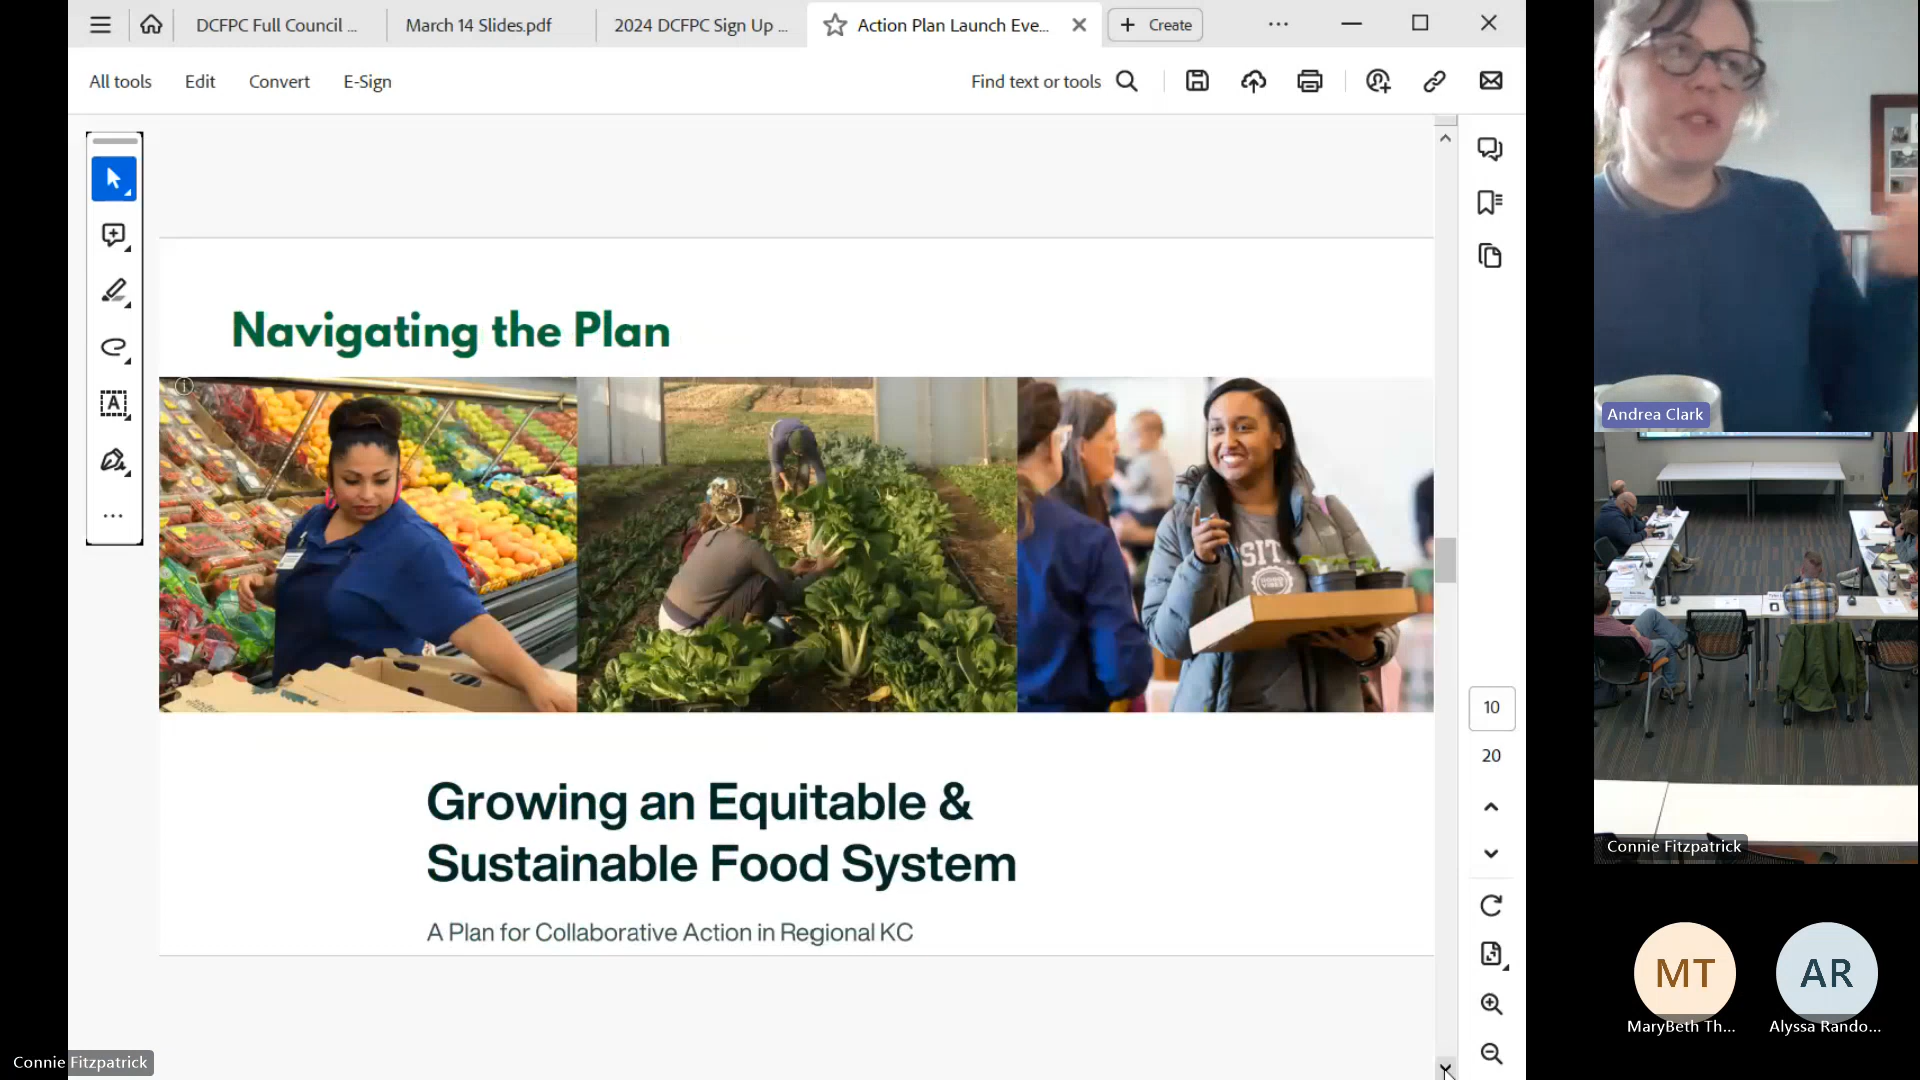 DCFPC Full Council ...
March 14 Slides.pdf
2024 DCFPC Sign Up ...
Action Plan Launch Eve...
Create
All tools
Edit
Convert
E-Sign
Find text or tools
Navigating the Plan
SIT
Growing an Equitable &
Sustainable Food System
A Plan for Collaborative Action in Regional KC
10
20
Andrea Clark
Connie Fitzpatrick
MT
AR
MaryBeth Th...
Alyssa Rando...
Connie Fitzpatrick